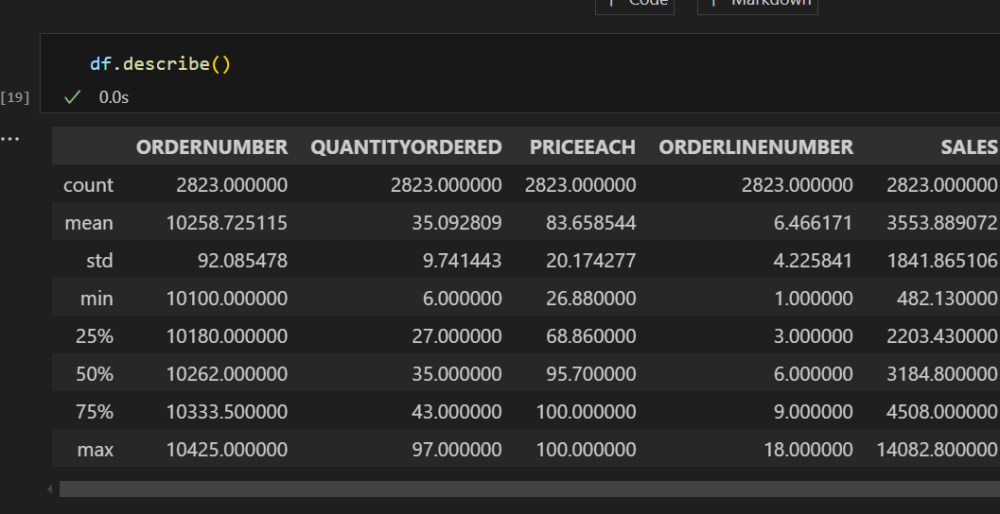 Code Markdown
df.describe()
[19] 0.0s
...
ORDERNUMBER QUANTITYORDERED PRICEEACH ORDERLINENUMBER SALES
count 2823.000000 2823.000000 2823.000000 2823.000000 2823.000000
mean 10258.725115 35.092809 83.658544 6.466171 3553.889072
std 92.085478 9.741443 20.174277 4.225841 1841.865106
min 10100.000000 6.000000 26.880000 1.000000 482.130000
25% 10180.000000 27.000000 68.860000 3.000000 2203.430000
50% 10262.000000 35.000000 95.700000 6.000000 3184.800000
75% 10333.500000 43.000000 100.000000 9.000000 4508.000000
max 10425.000000 97.000000 100.000000 18.000000 14082.800000